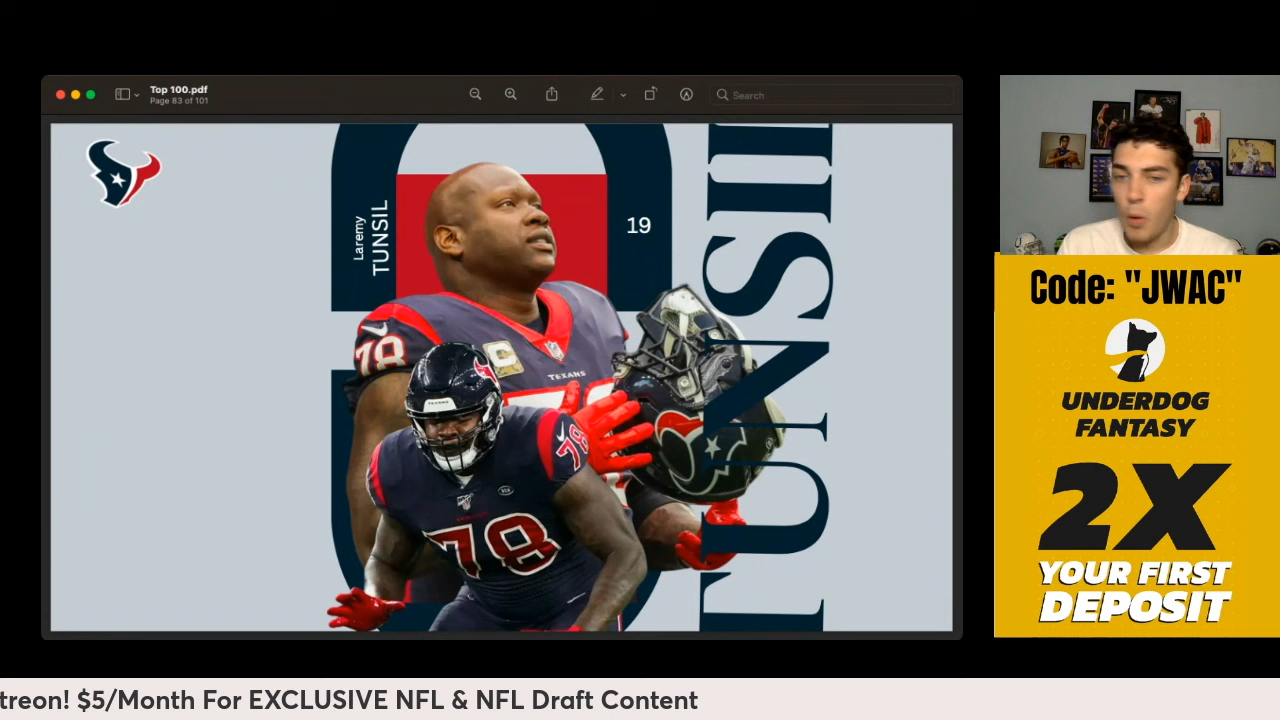 Top 100.pdf
Page 83 of 101
Search
Laremy
TUNSIL
19
TUNSIL
78
TEXANS
78
78
Code: "JWAC"
UNDERDOG
FANTASY
2X
YOUR FIRST
DEPOSIT
treon! $5/Month For EXCLUSIVE NFL & NFL Draft Content